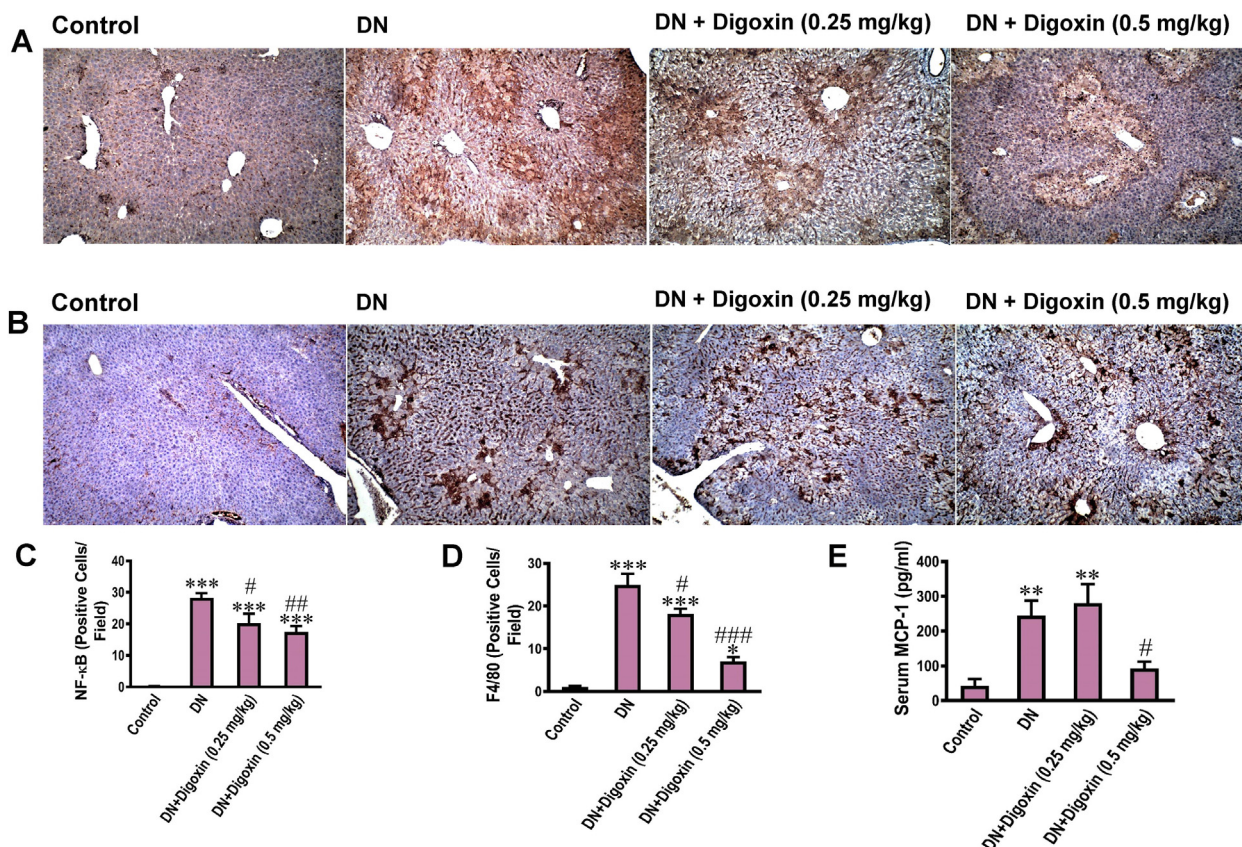 Control DN DN + Digoxin (0.25 mg/kg) DN + Digoxin (0.5 mg/kg)
A
Control DN DN + Digoxin (0.25 mg/kg) DN + Digoxin (0.5 mg/kg)
B
C
NF-κB (Positive Cells/
Field)
40
30
20
10
0
***
#
***
##
***
Control
DN
DN+Digoxin (0.25 mg/kg)
DN+Digoxin (0.5 mg/kg)
D
F4/80 (Positive Cells/
Field)
30
20
10
0
***
#
***
###
*
Control
DN
DN+Digoxin (0.25 mg/kg)
DN+Digoxin (0.5 mg/kg)
E
Serum MCP-1 (pg/ml)
400
300
200
100
0
**
**
#
Control
DN
DN+Digoxin (0.25 mg/kg)
DN+Digoxin (0.5 mg/kg)